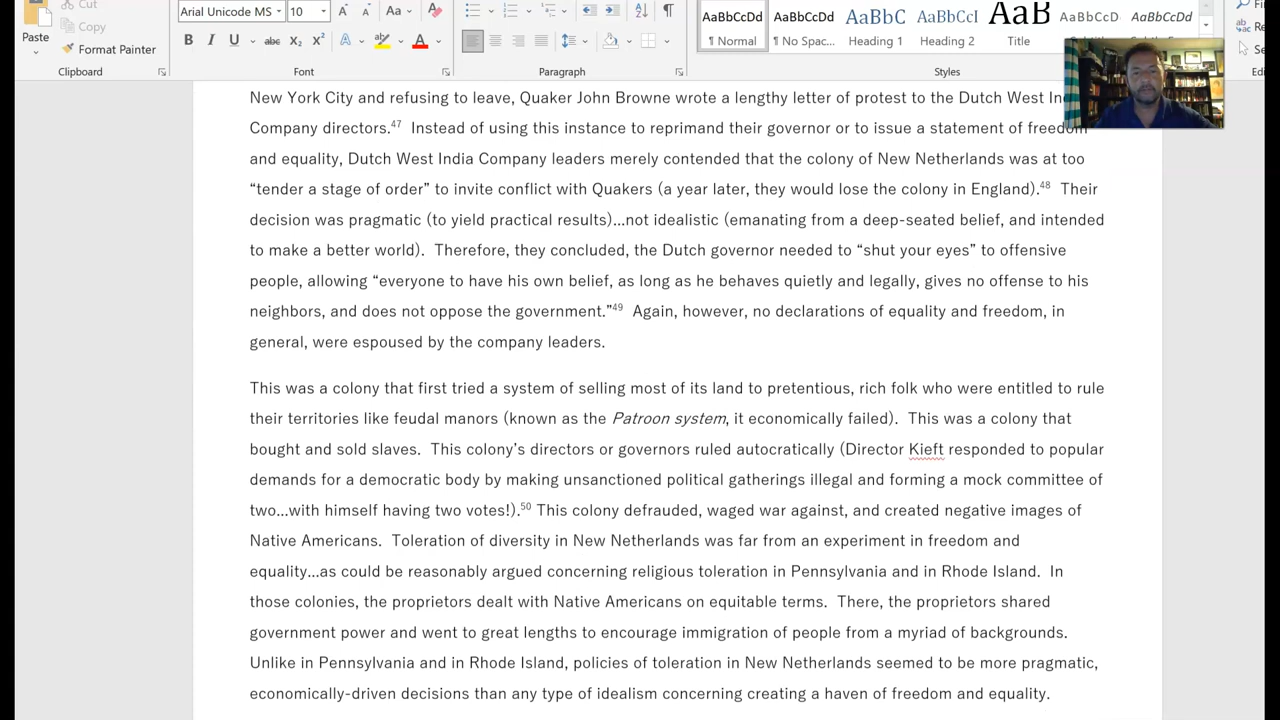 Cut
Arial Unicode MS
10
Aa
AaBbCcDd
AaBbCcDd
AaBbC
AaBbCcI
AaB
AaBbCcD
AaBbCcDd
Paste
Copy
Format Painter
B I U abc X₂ X²
A
¶ Normal
¶ No Spac...
Heading 1
Heading 2
Title
Clipboard
Font
Paragraph
Styles
New York City and refusing to leave, Quaker John Browne wrote a lengthy letter of protest to the Dutch West
Company directors.⁴⁷ Instead of using this instance to reprimand their governor or to issue a statement of freedom
and equality, Dutch West India Company leaders merely contended that the colony of New Netherlands was at too
“tender a stage of order” to invite conflict with Quakers (a year later, they would lose the colony in England).⁴⁸ Their
decision was pragmatic (to yield practical results)...not idealistic (emanating from a deep-seated belief, and intended
to make a better world). Therefore, they concluded, the Dutch governor needed to “shut your eyes” to offensive
people, allowing “everyone to have his own belief, as long as he behaves quietly and legally, gives no offense to his
neighbors, and does not oppose the government.”⁴⁹ Again, however, no declarations of equality and freedom, in
general, were espoused by the company leaders.
This was a colony that first tried a system of selling most of its land to pretentious, rich folk who were entitled to rule
their territories like feudal manors (known as the Patroon system, it economically failed). This was a colony that
bought and sold slaves. This colony’s directors or governors ruled autocratically (Director Kieft responded to popular
demands for a democratic body by making unsanctioned political gatherings illegal and forming a mock committee of
two...with himself having two votes!).⁵⁰ This colony defrauded, waged war against, and created negative images of
Native Americans. Toleration of diversity in New Netherlands was far from an experiment in freedom and
equality...as could be reasonably argued concerning religious toleration in Pennsylvania and in Rhode Island. In
those colonies, the proprietors dealt with Native Americans on equitable terms. There, the proprietors shared
government power and went to great lengths to encourage immigration of people from a myriad of backgrounds.
Unlike in Pennsylvania and in Rhode Island, policies of toleration in New Netherlands seemed to be more pragmatic,
economically-driven decisions than any type of idealism concerning creating a haven of freedom and equality.